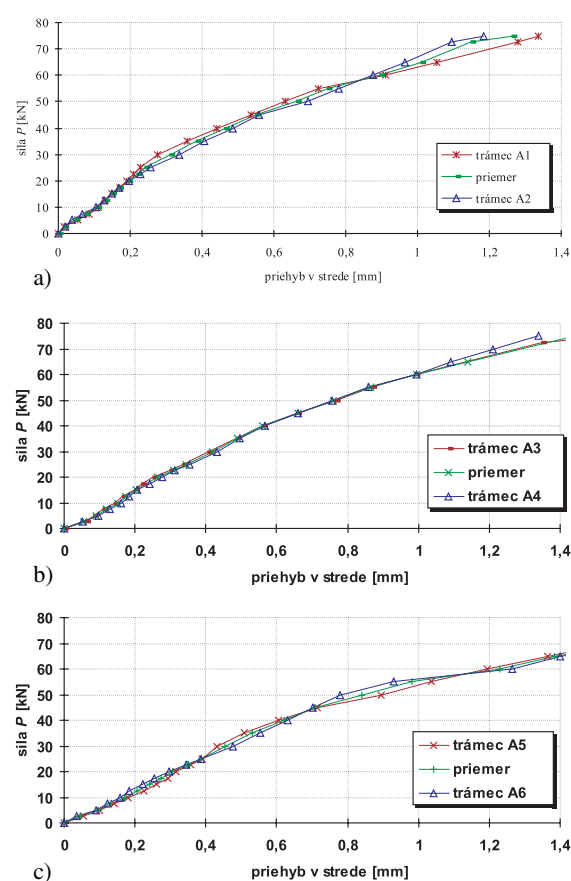 80
70
60
50
40
30
20
10
0
sila P [kN]
trámec A1
priemer
trámec A2
0 0,2 0,4 0,6 0,8 1 1,2 1,4
priehyb v strede [mm]
a)
80
70
60
50
40
30
20
10
0
sila P [kN]
trámec A3
priemer
trámec A4
0 0,2 0,4 0,6 0,8 1 1,2 1,4
priehyb v strede [mm]
b)
80
70
60
50
40
30
20
10
0
sila P [kN]
trámec A5
priemer
trámec A6
0 0,2 0,4 0,6 0,8 1 1,2 1,4
priehyb v strede [mm]
c)